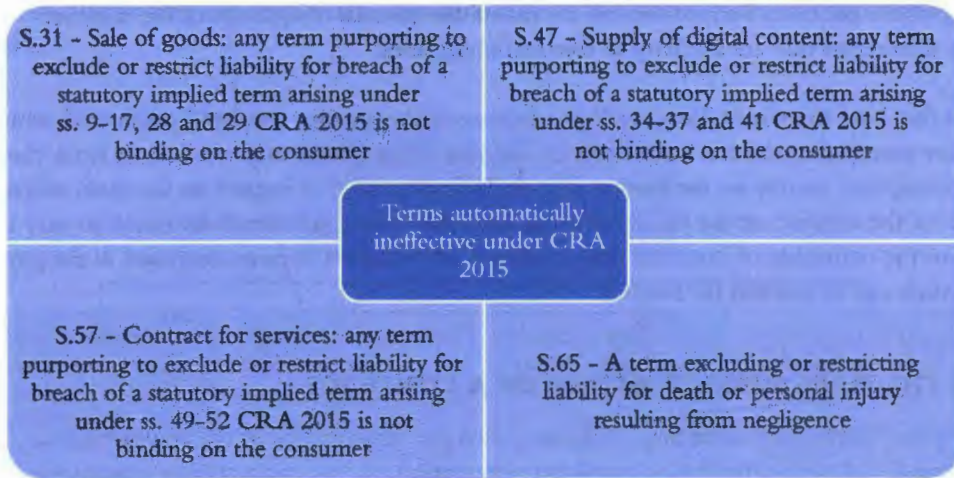 S.31 – Sale of goods: any term purporting to
exclude or restrict liability for breach of a
statutory implied term arising under
ss. 9–17, 28 and 29 CRA 2015 is not
binding on the consumer
S.47 – Supply of digital content: any term
purporting to exclude or restrict liability for
breach of a statutory implied term arising
under ss. 34–37 and 41 CRA 2015 is
not binding on the consumer
Terms automatically
ineffective under CRA
2015
S.57 – Contract for services: any term
purporting to exclude or restrict liability for
breach of a statutory implied term arising
under ss. 49–52 CRA 2015 is not
binding on the consumer
S.65 – A term excluding or restricting
liability for death or personal injury
resulting from negligence